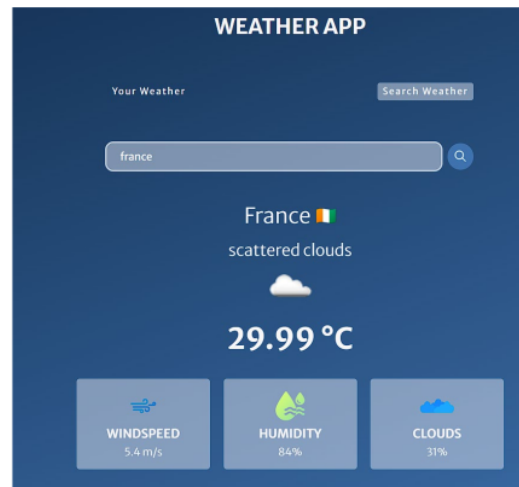 WEATHER APP
Your Weather
Search Weather
france
France
scattered clouds
29.99 °C
WINDSPEED
5.4 m/s
HUMIDITY
84%
CLOUDS
31%